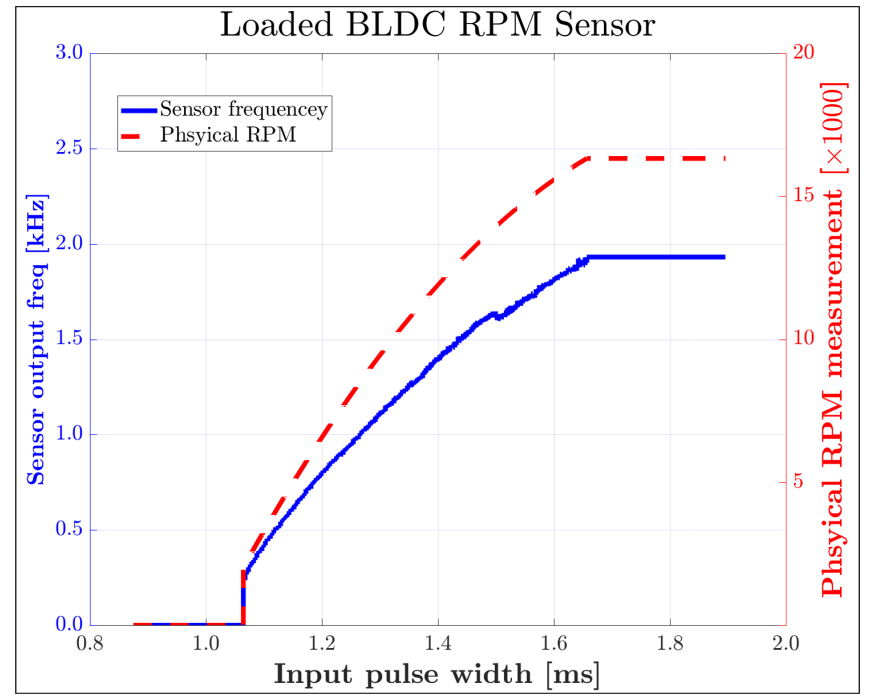 Loaded BLDC RPM Sensor
Sensor frequencey
Phsyical RPM
Sensor output freq [kHz]
3.0
2.5
2.0
1.5
1.0
0.5
0.0
20
15
10
5
Phsyical RPM measurement [×1000]
0.8 1.0 1.2 1.4 1.6 1.8 2.0
Input pulse width [ms]